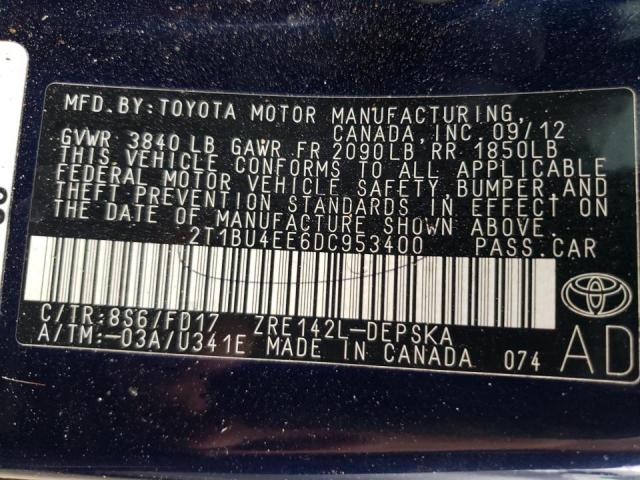 MFD.BY:TOYOTA MOTOR MANUFACTURING,
CANADA, INC. 09/12
GVWR 3840 LB GAWR FR 2090LB RR 1850LB
THIS VEHICLE CONFORMS TO ALL APPLICABLE
FEDERAL MOTOR VEHICLE SAFETY, BUMPER, AND
THEFT PREVENTION STANDARDS IN EFFECT ON
THE DATE OF MANUFACTURE SHOWN ABOVE.
2T1BU4EE6DC953400 PASS.CAR
C/TR:8S6/FD17 ZRE142L-DEPSKA
A/TM:-03A/U341E MADE IN CANADA 074
AD